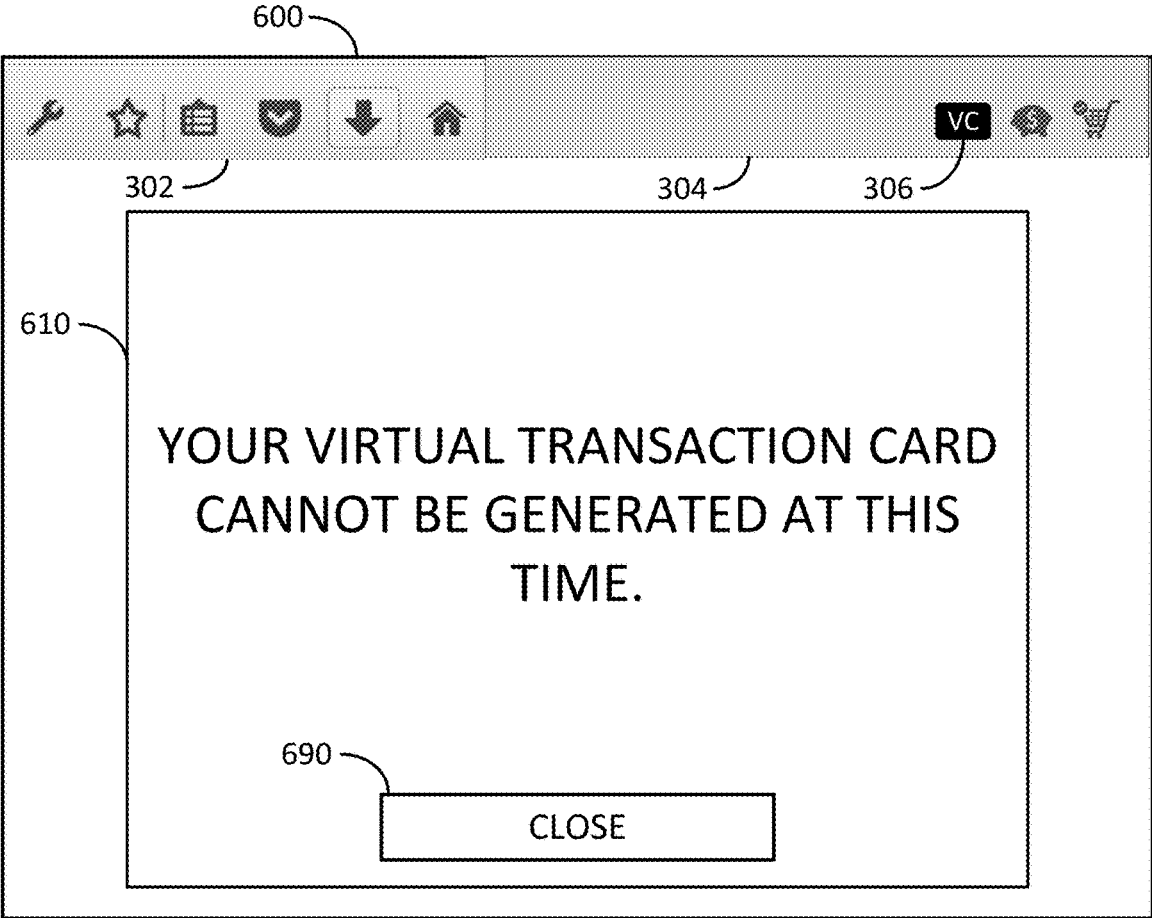 600
VC
302
304
306
610
YOUR VIRTUAL TRANSACTION CARD
CANNOT BE GENERATED AT THIS
TIME.
690
CLOSE